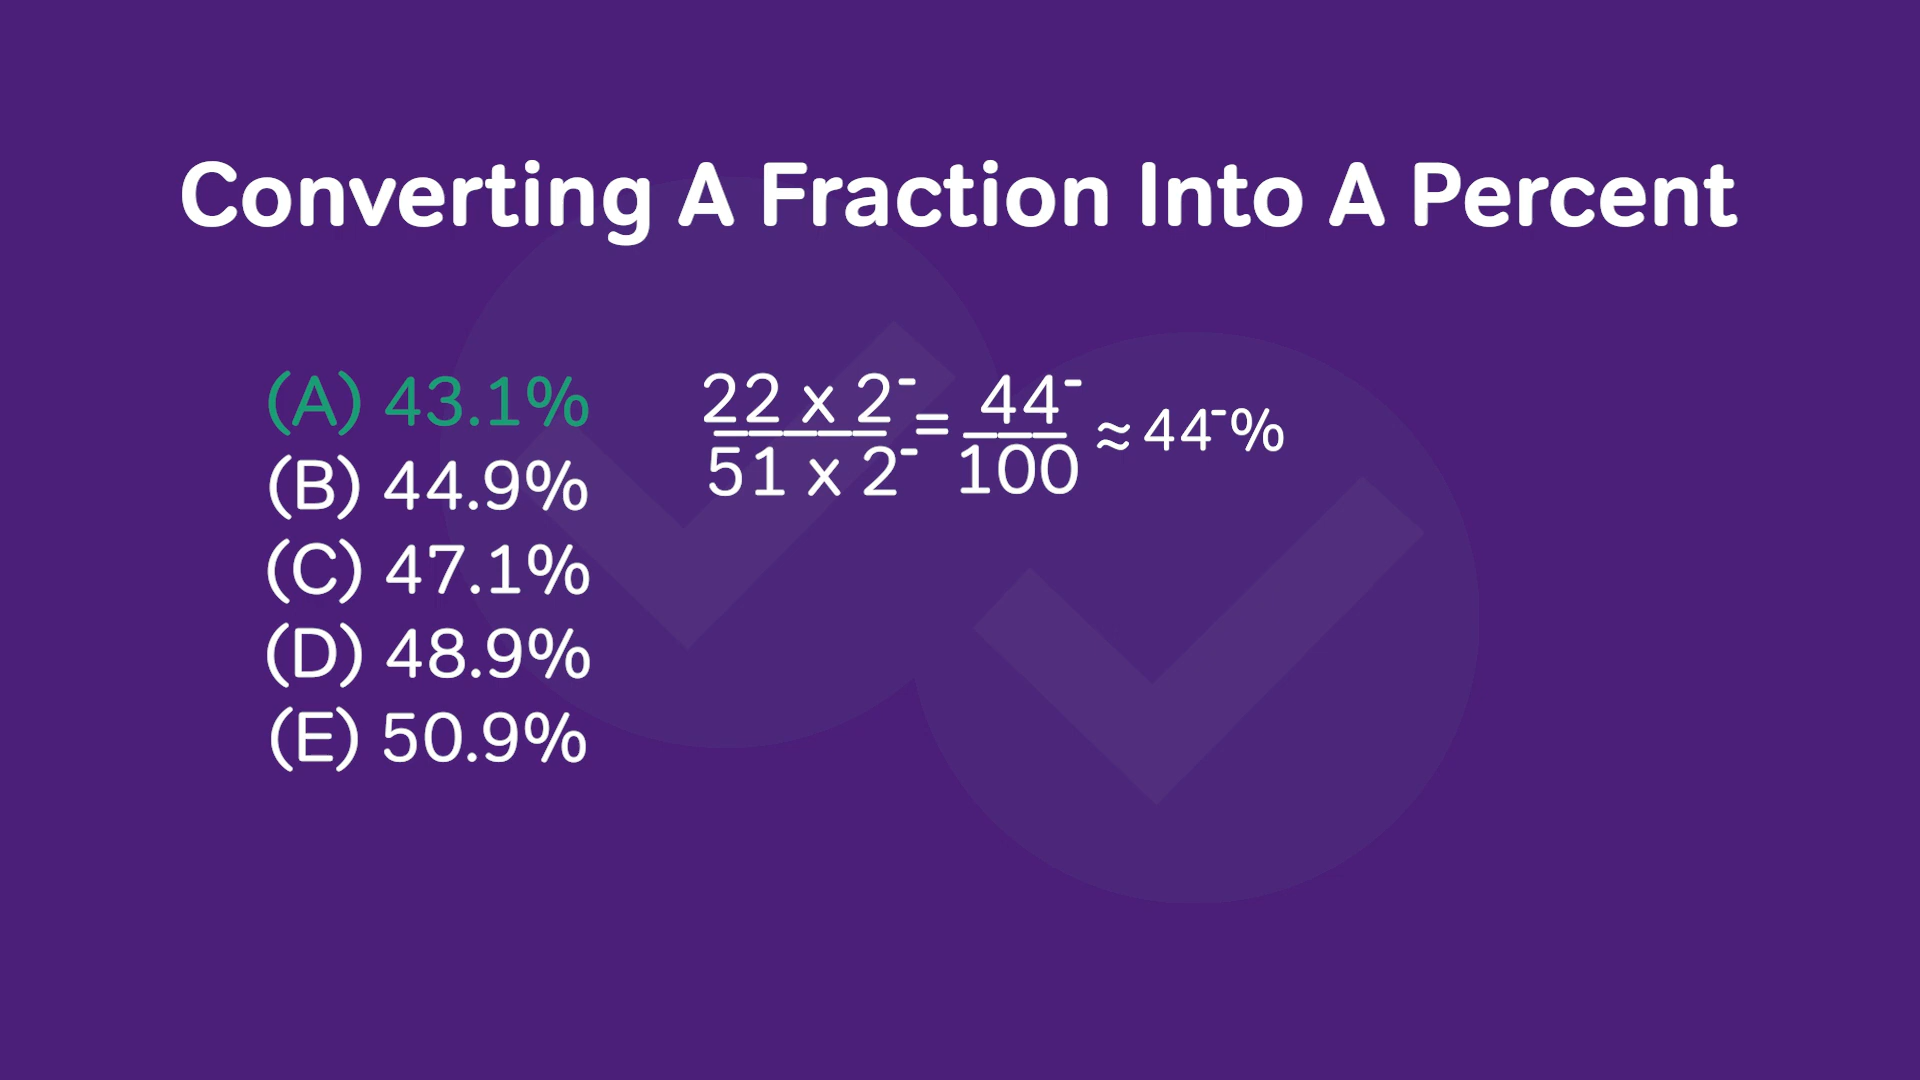 Converting A Fraction Into A Percent
(A) 43.1%
(B) 44.9%
(C) 47.1%
(D) 48.9%
(E) 50.9%
22 x 2⁻ / 51 x 2⁻ = 44⁻ / 100 ≈ 44⁻%